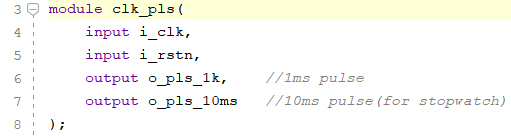 3 module clk_pls(
4 input i_clk,
5 input i_rstn,
6 output o_pls_1k, //1ms pulse
7 output o_pls_10ms //10ms pulse(for stopwatch)
8 );